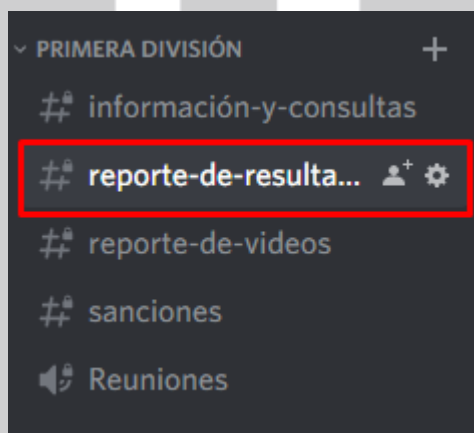 PRIMERA DIVISIÓN
información-y-consultas
reporte-de-resulta...
reporte-de-videos
sanciones
Reuniones